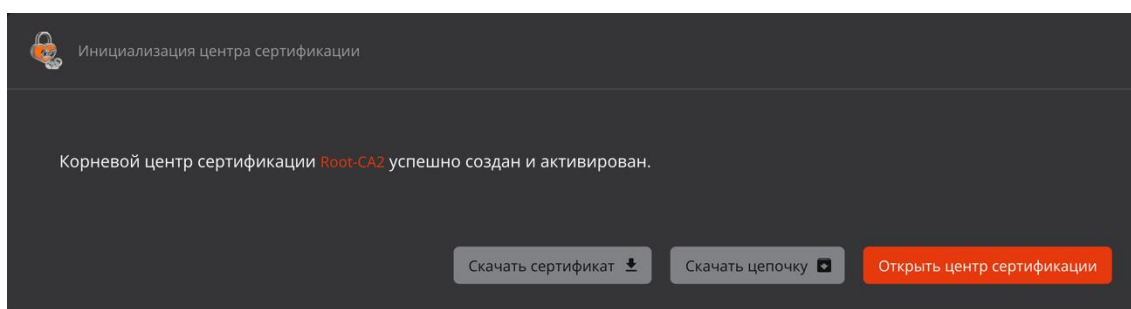 Инициализация центра сертификации
Корневой центр сертификации Root-CA2 успешно создан и активирован.
Скачать сертификат
Скачать цепочку
Открыть центр сертификации